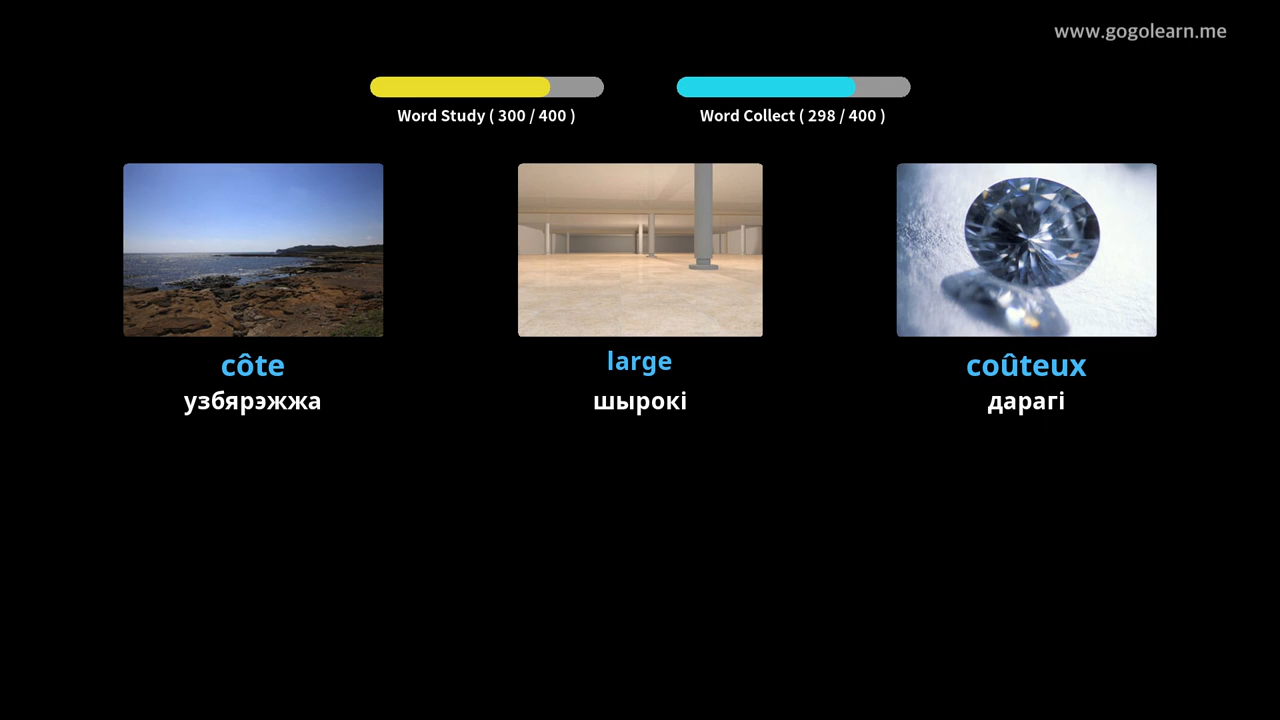 www.gogolearn.me
Word Study ( 300 / 400 )
Word Collect ( 298 / 400 )
côte
large
coûteux
узбярэжжа
шырокі
дарагі